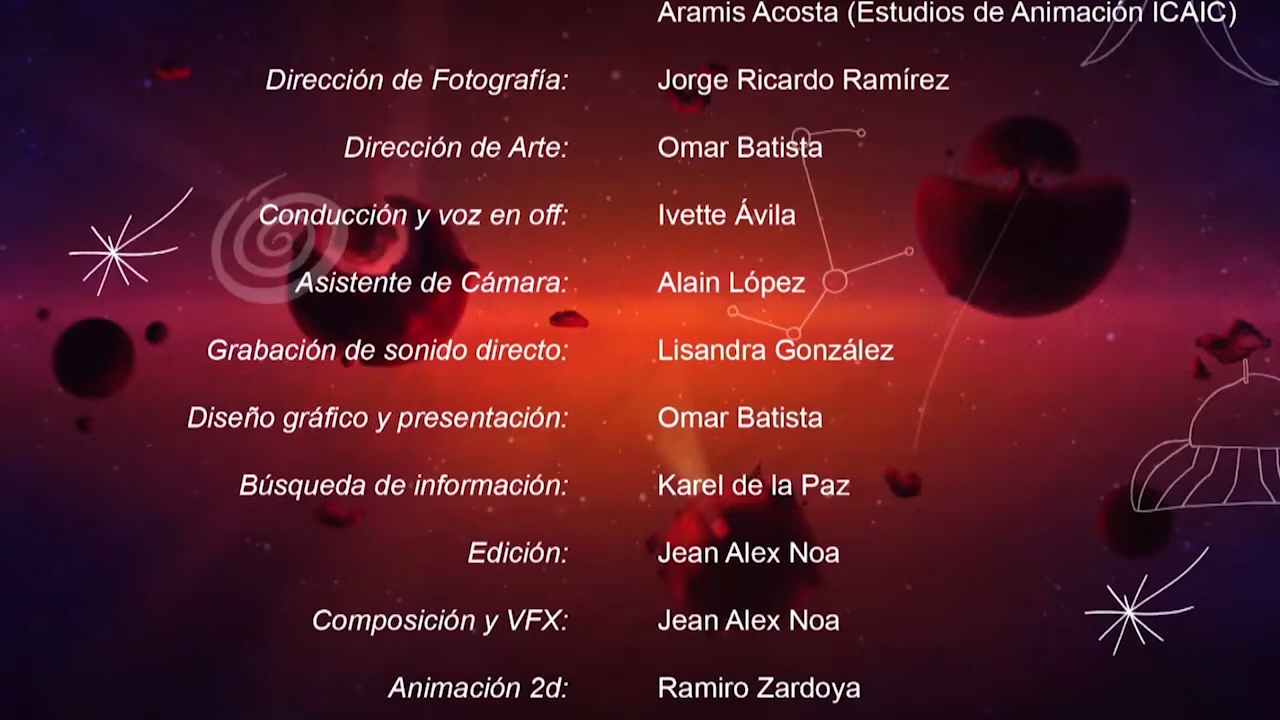 Aramis Acosta (Estudios de Animación ICAIC)
Dirección de Fotografía: Jorge Ricardo Ramírez
Dirección de Arte: Omar Batista
Conducción y voz en off: Ivette Ávila
Asistente de Cámara: Alain López
Grabación de sonido directo: Lisandra González
Diseño gráfico y presentación: Omar Batista
Búsqueda de información: Karel de la Paz
Edición: Jean Alex Noa
Composición y VFX: Jean Alex Noa
Animación 2d: Ramiro Zardoya